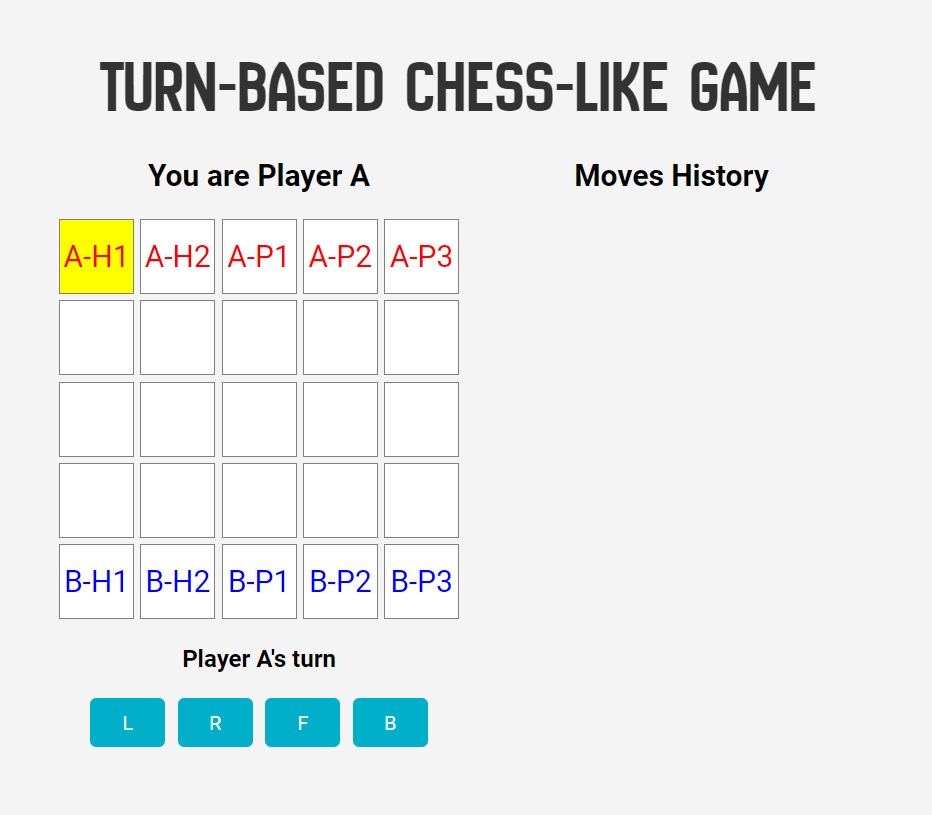 TURN-BASED CHESS-LIKE GAME
You are Player A
Moves History
A-H1 A-H2 A-P1 A-P2 A-P3
B-H1 B-H2 B-P1 B-P2 B-P3
Player A's turn
L R F B